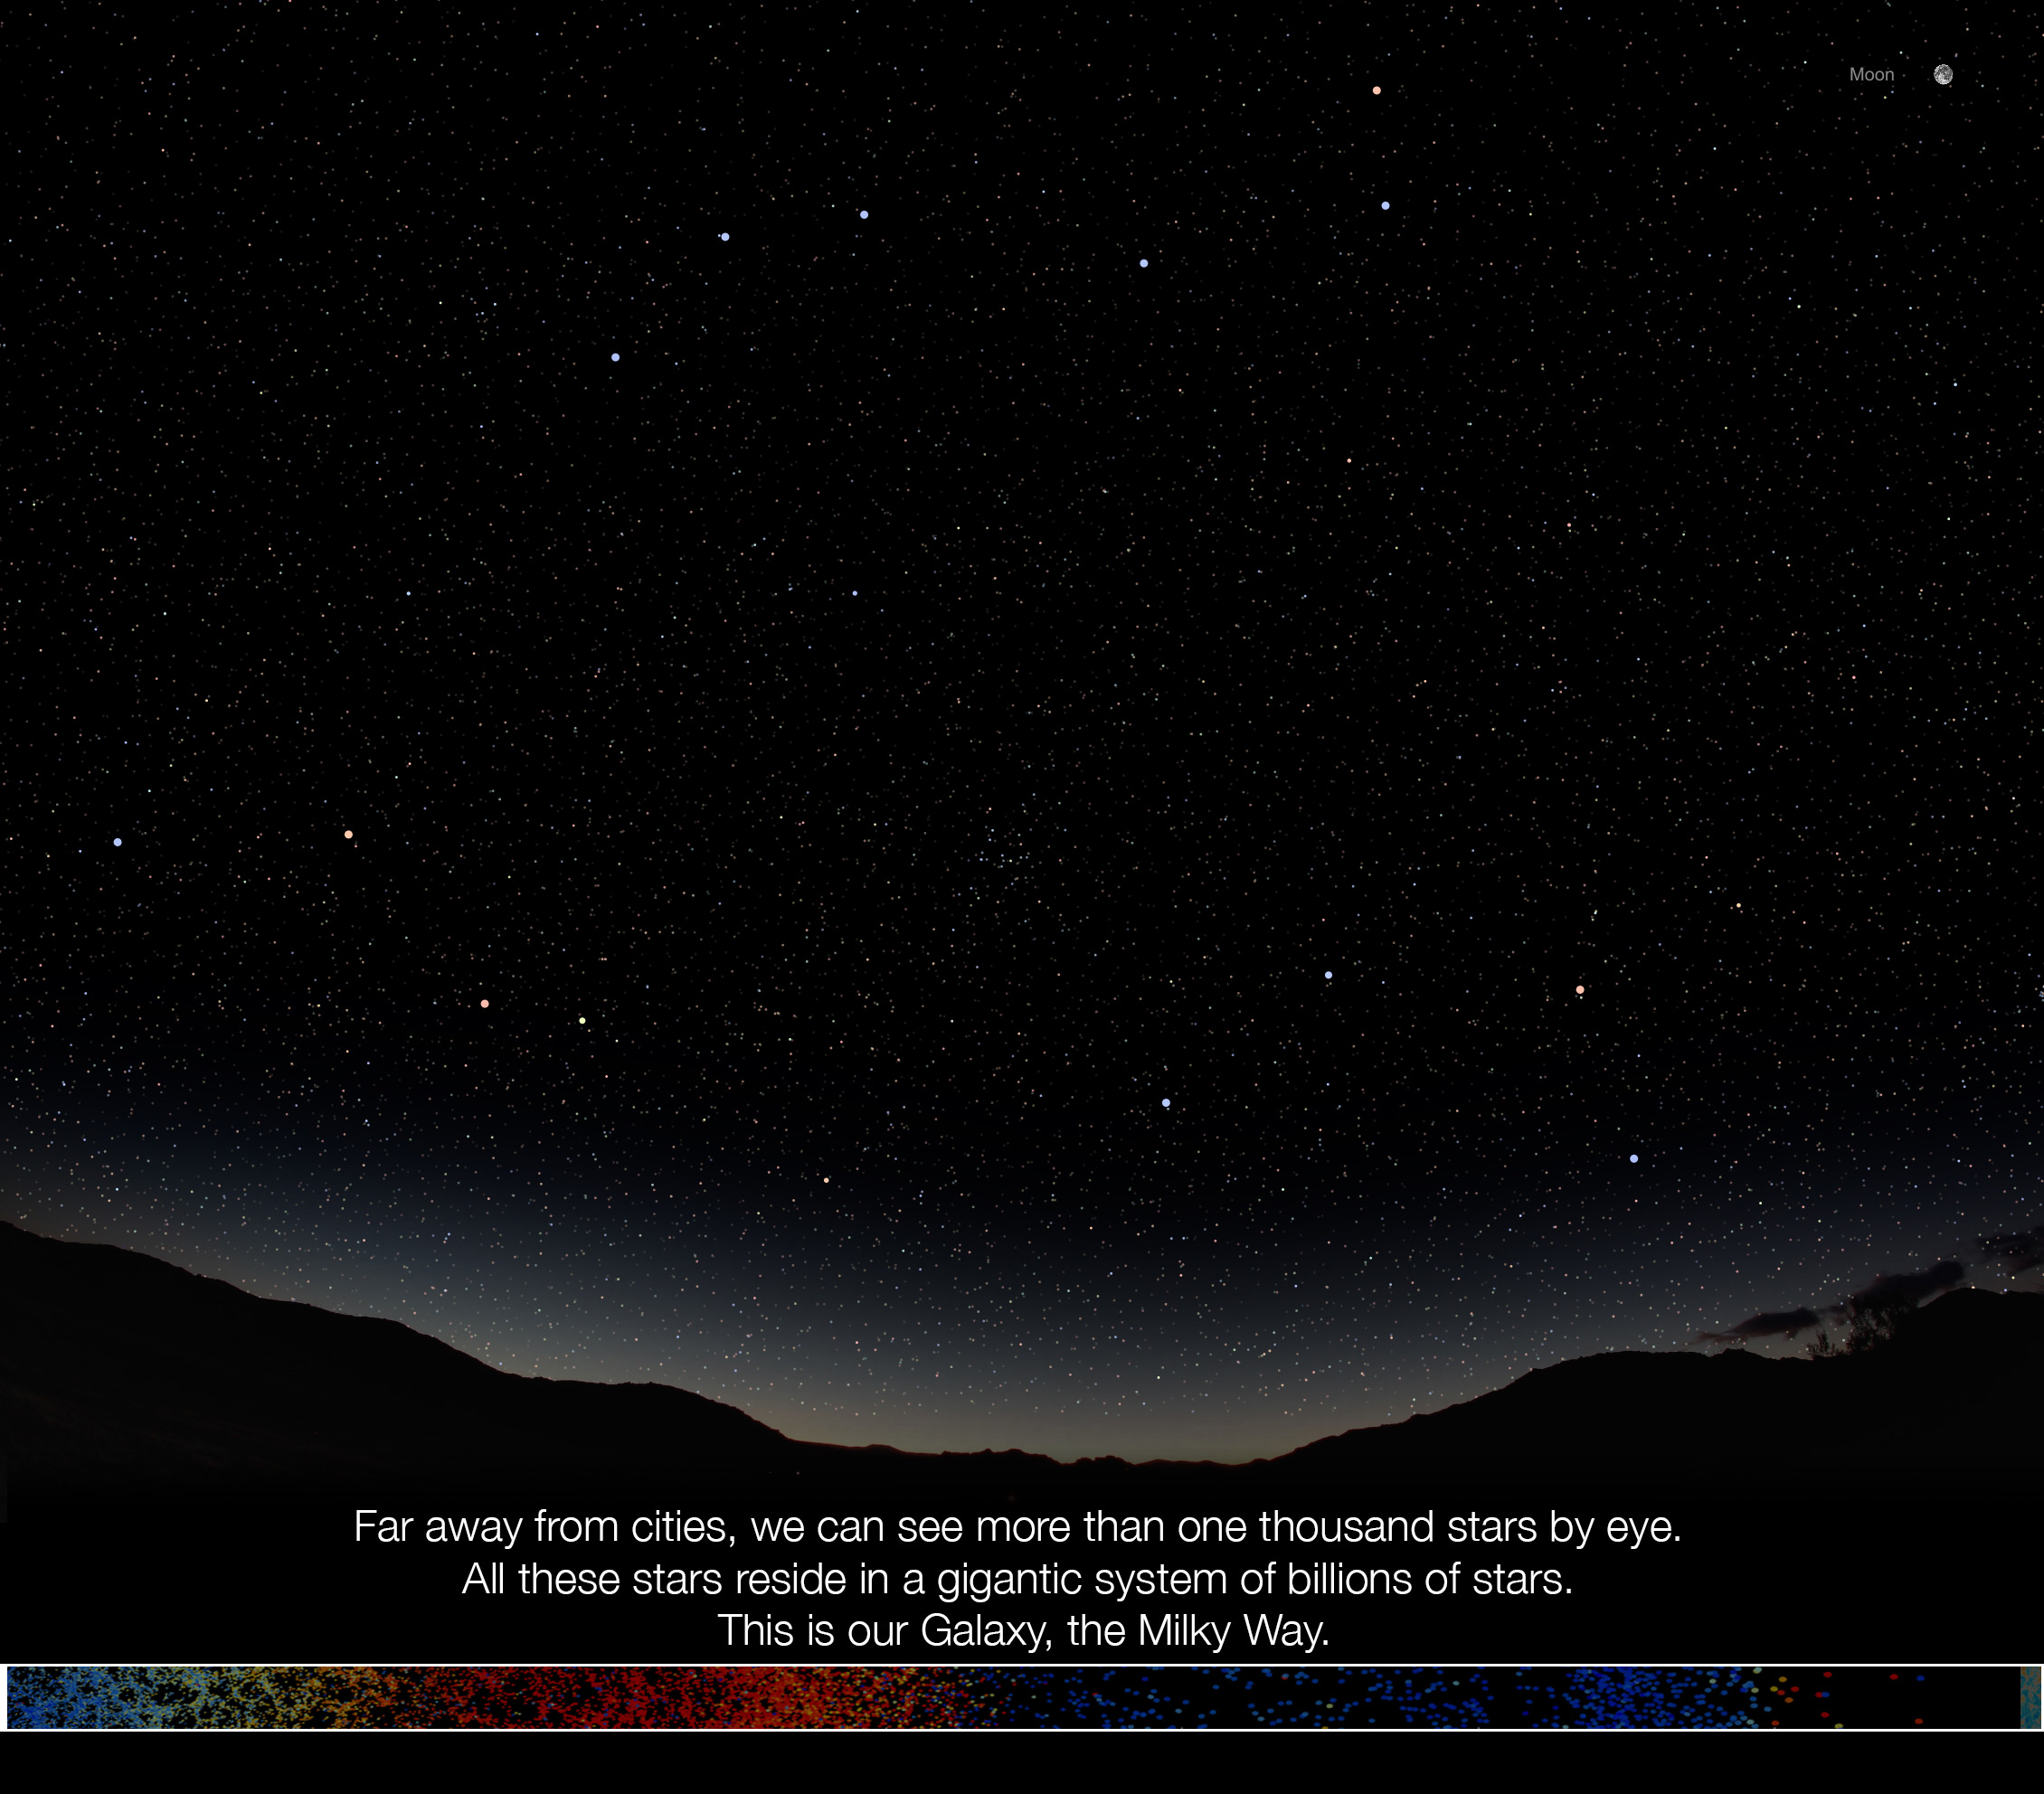 Moon
Far away from cities, we can see more than one thousand stars by eye.
All these stars reside in a gigantic system of billions of stars.
This is our Galaxy, the Milky Way.